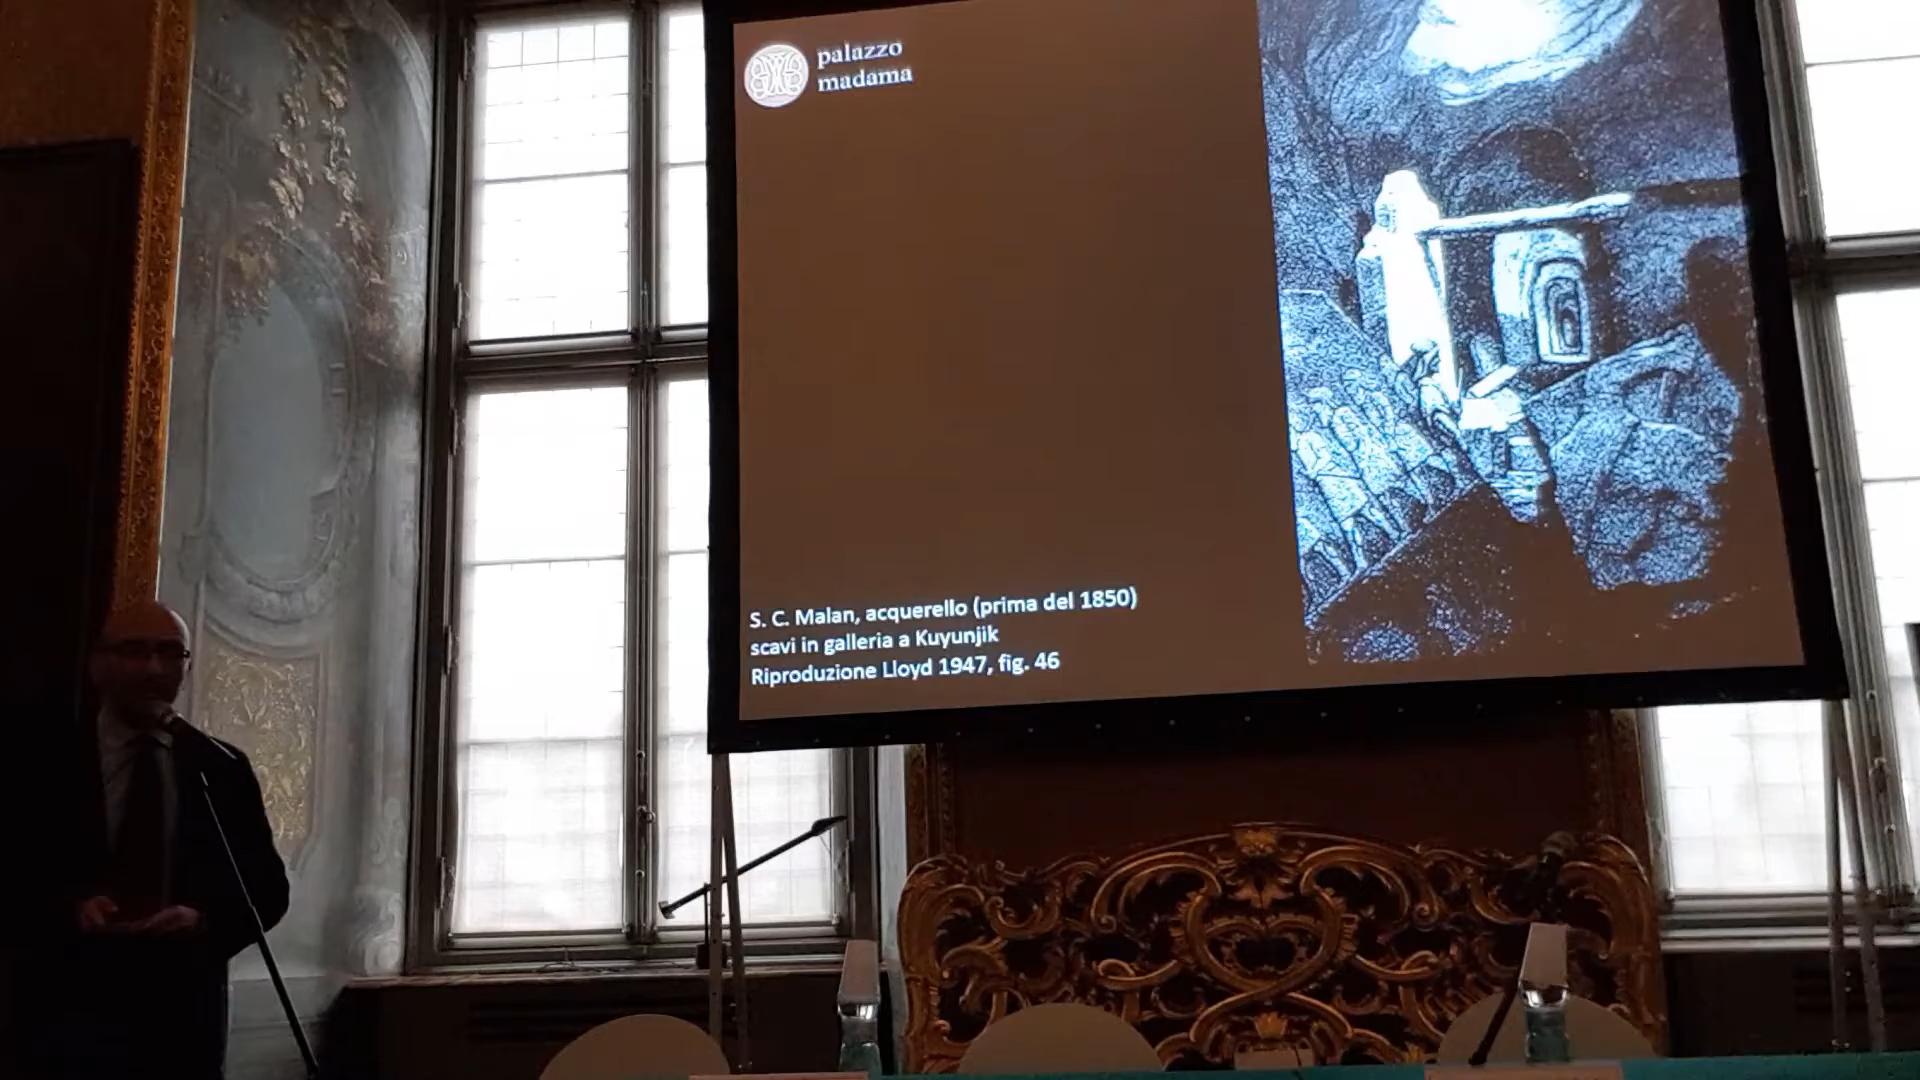 palazzo
madama
S. C. Malan, acquerello (prima del 1850)
scavi in galleria a Kuyunjik
Riproduzione Lloyd 1947, fig. 46